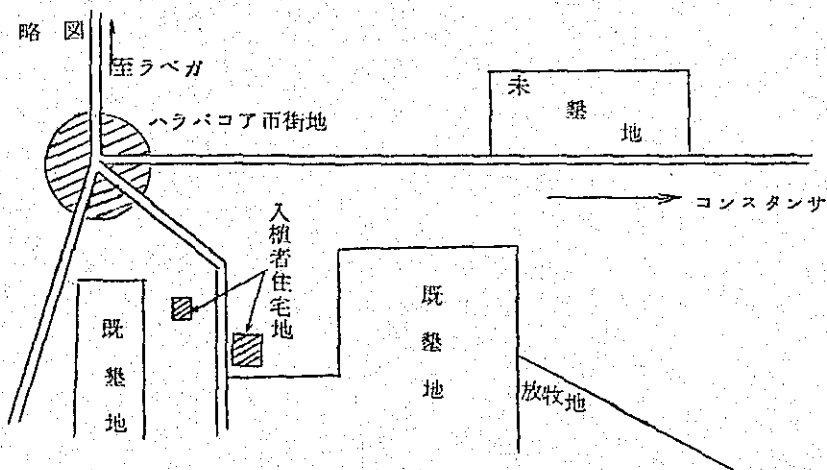 略図
至ラベガ
ハラバコア市街地
未墾地
コンスタンサ
入植者住宅地
既墾地
既墾地
放牧地